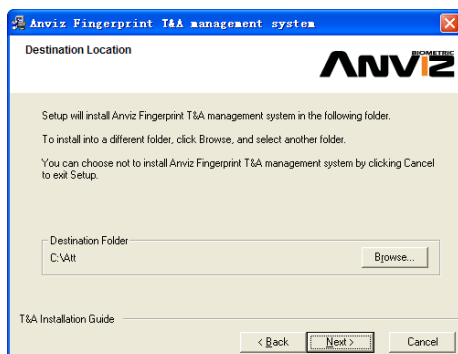 Anviz Fingerprint T&A management system
Destination Location
BIOMETRIC
ANVIZ
Setup will install Anviz Fingerprint T&A management system in the following folder.
To install into a different folder, click Browse, and select another folder.
You can choose not to install Anviz Fingerprint T&A management system by clicking Cancel
to exit Setup.
Destination Folder
C:\Att
Browse...
T&A Installation Guide
< Back
Next >
Cancel